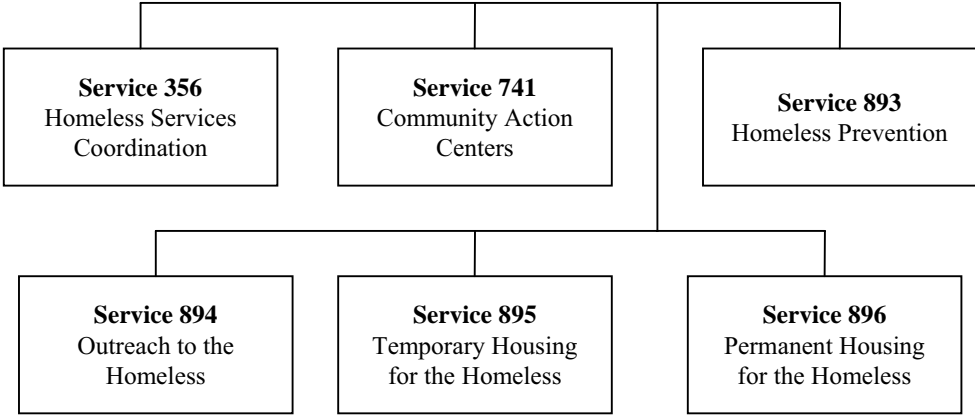 Service 356
Homeless Services
Coordination
Service 741
Community Action
Centers
Service 893
Homeless Prevention
Service 894
Outreach to the
Homeless
Service 895
Temporary Housing
for the Homeless
Service 896
Permanent Housing
for the Homeless